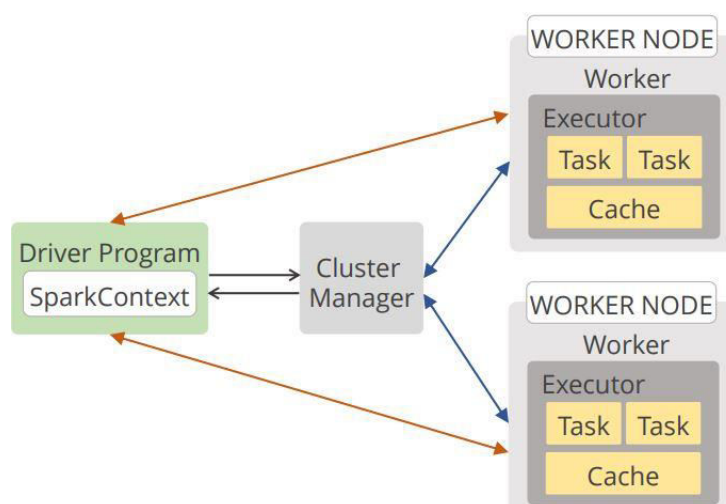 WORKER NODE
Worker
Executor
Task Task
Cache
Driver Program
SparkContext
Cluster
Manager
WORKER NODE
Worker
Executor
Task Task
Cache